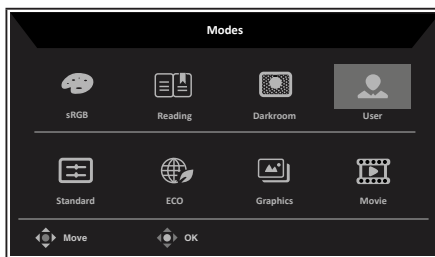 Modes
sRGB Reading Darkroom User
Standard ECO Graphics Movie
Move OK